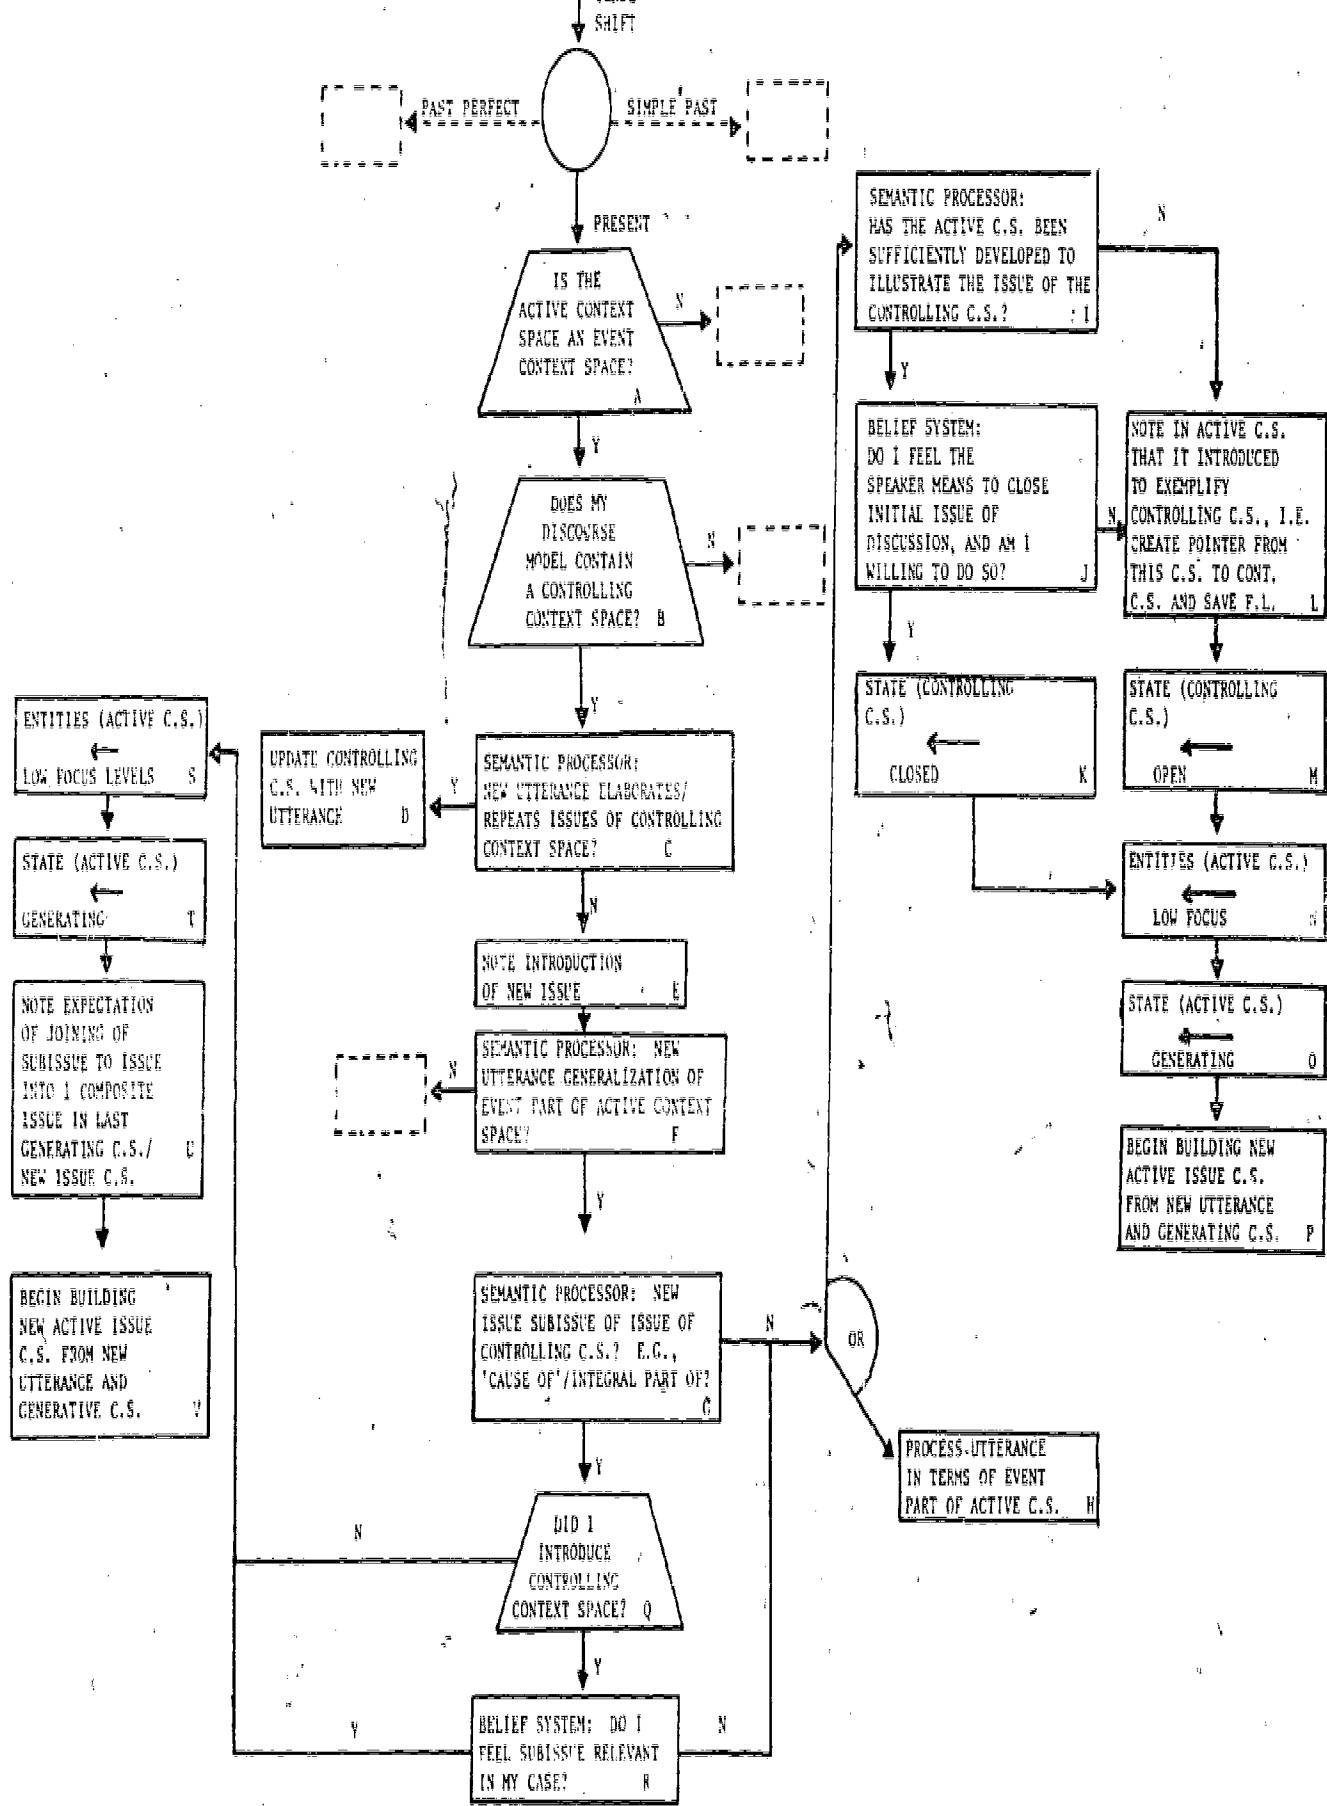 SHIFT
PAST PERFECT
SIMPLE PAST
PRESENT
IS THE
ACTIVE CONTEXT
SPACE AN EVENT
CONTEXT SPACE?
A
N
Y
DOES MY
DISCOURSE
MODEL CONTAIN
A CONTROLLING
CONTEXT SPACE? B
N
Y
SEMANTIC PROCESSOR:
NEW UTTERANCE ELABORATES/
REPEATS ISSUES OF CONTROLLING
CONTEXT SPACE? C
Y
UPDATE CONTROLLING
C.S. WITH NEW
UTTERANCE D
N
NOTE INTRODUCTION
OF NEW ISSUE E
SEMANTIC PROCESSOR: NEW
UTTERANCE GENERALIZATION OF
EVENT PART OF ACTIVE CONTEXT
SPACE? F
N
Y
SEMANTIC PROCESSOR: NEW
ISSUE SUBISSUE OF ISSUE OF
CONTROLLING C.S.? E.G.,
'CAUSE OF'/INTEGRAL PART OF?
G
N
OR
Y
PROCESS-UTTERANCE
IN TERMS OF EVENT
PART OF ACTIVE C.S. H
SEMANTIC PROCESSOR:
HAS THE ACTIVE C.S. BEEN
SUFFICIENTLY DEVELOPED TO
ILLUSTRATE THE ISSUE OF THE
CONTROLLING C.S.? : I
N
Y
BELIEF SYSTEM:
DO I FEEL THE
SPEAKER MEANS TO CLOSE
INITIAL ISSUE OF
DISCUSSION, AND AM I
WILLING TO DO SO? J
N
Y
STATE (CONTROLLING
C.S.)
CLOSED K
NOTE IN ACTIVE C.S.
THAT IT INTRODUCED
TO EXEMPLIFY
CONTROLLING C.S., I.E.
CREATE POINTER FROM
THIS C.S. TO CONT.
C.S. AND SAVE F.L. L
STATE (CONTROLLING
C.S.)
OPEN M
ENTITIES (ACTIVE C.S.)
LOW FOCUS N
STATE (ACTIVE C.S.)
GENERATING O
BEGIN BUILDING NEW
ACTIVE ISSUE C.S.
FROM NEW UTTERANCE
AND GENERATING C.S. P
DID I
INTRODUCE
CONTROLLING
CONTEXT SPACE? Q
N
Y
BELIEF SYSTEM: DO I
FEEL SUBISSUE RELEVANT
IN MY CASE? R
Y
N
ENTITIES (ACTIVE C.S.)
LOW FOCUS LEVELS S
STATE (ACTIVE C.S.)
GENERATING T
NOTE EXPECTATION
OF JOINING OF
SUBISSUE TO ISSUE
INTO 1 COMPOSITE
ISSUE IN LAST
GENERATING C.S./ U
NEW ISSUE C.S.
BEGIN BUILDING
NEW ACTIVE ISSUE
C.S. FROM NEW
UTTERANCE AND
GENERATIVE C.S. V